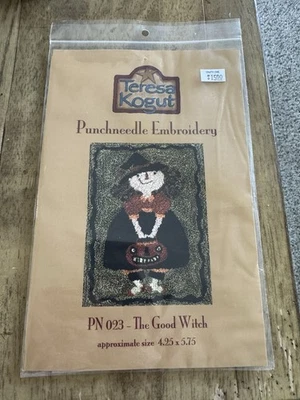 Teresa
Kogut
Punchneedle Embroidery
PN 023 - The Good Witch
approximate size 4.25 x 5.75